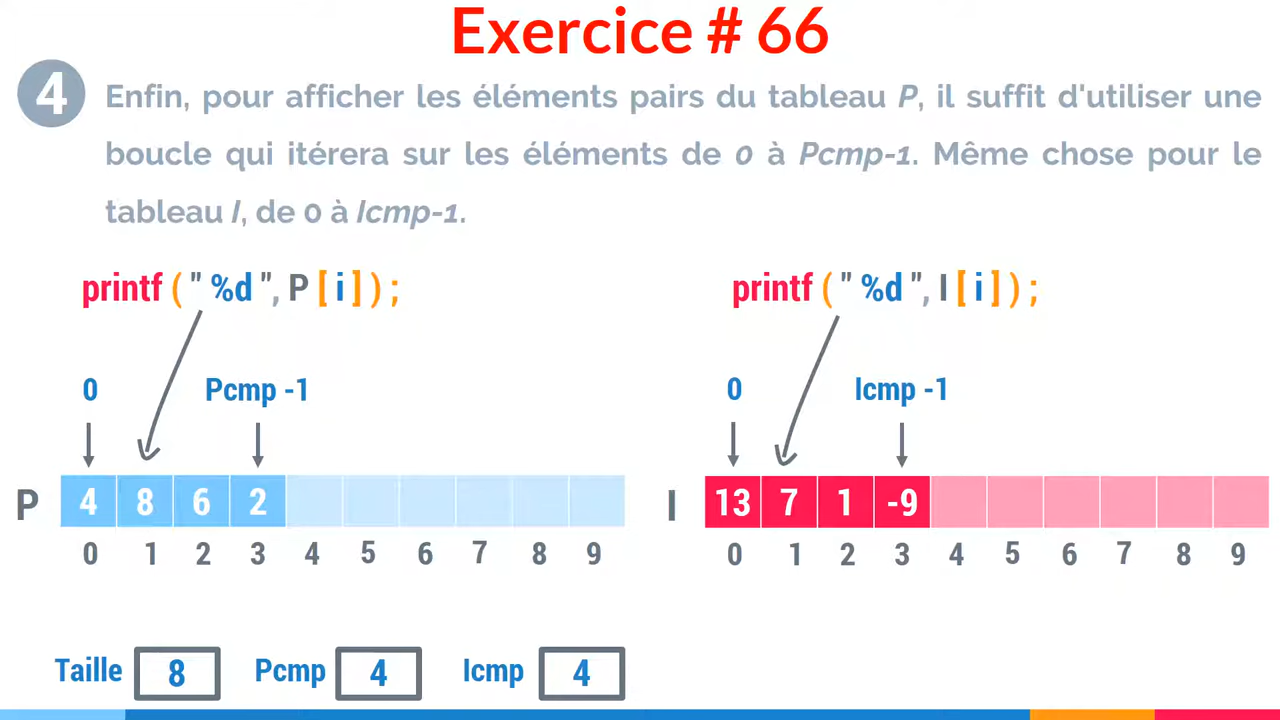 Exercice # 66
4
Enfin, pour afficher les éléments pairs du tableau P, il suffit d'utiliser une
boucle qui itérera sur les éléments de 0 à Pcmp-1. Même chose pour le
tableau I, de 0 à Icmp-1.
printf ( " %d ", P [ i ] ) ;
printf ( " %d ", I [ i ] ) ;
0 Pcmp -1
0 Icmp -1
P 4 8 6 2
I 13 7 1 -9
0 1 2 3 4 5 6 7 8 9
0 1 2 3 4 5 6 7 8 9
Taille 8 Pcmp 4 Icmp 4